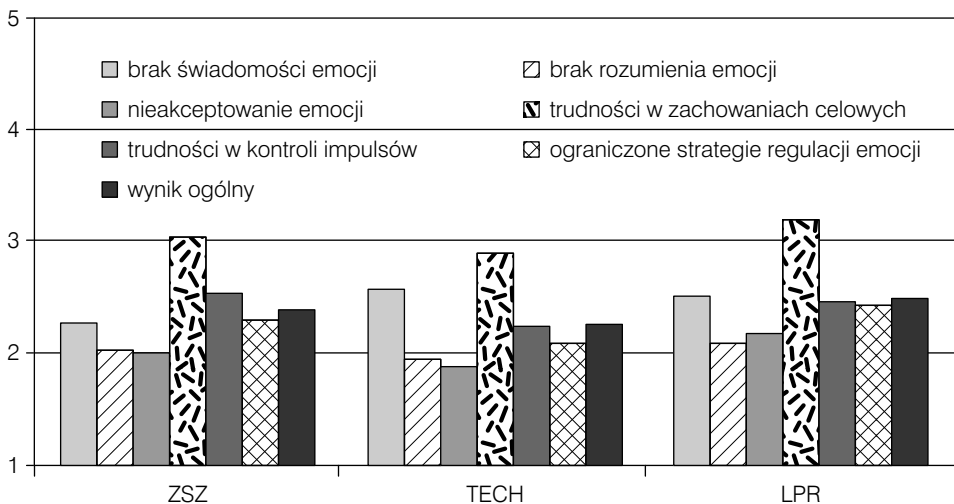 5
brak świadomości emocji
brak rozumienia emocji
nieakceptowanie emocji
trudności w zachowaniach celowych
4
trudności w kontroli impulsów
ograniczone strategie regulacji emocji
wynik ogólny
3
2
1
ZSZ
TECH
LPR